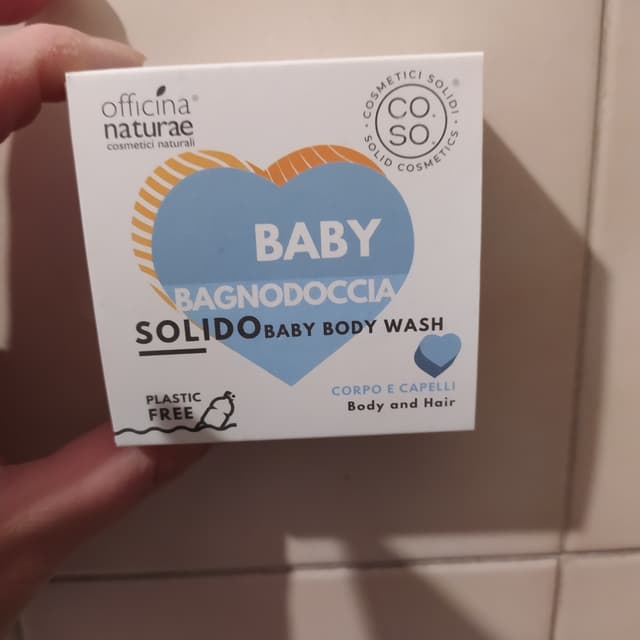 officina®
naturae
cosmetici naturali
COSMETICI SOLIDI ®
CO.
SO.
SOLID COSMETICS
BABY
BAGNODOCCIA
SOLIDO BABY BODY WASH
PLASTIC
FREE
CORPO E CAPELLI
Body and Hair